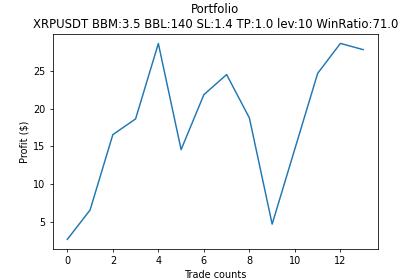 Portfolio
XRPUSDT BBM:3.5 BBL:140 SL:1.4 TP:1.0 lev:10 WinRatio:71.0
Profit ($)
25
20
15
10
5
0 2 4 6 8 10 12
Trade counts